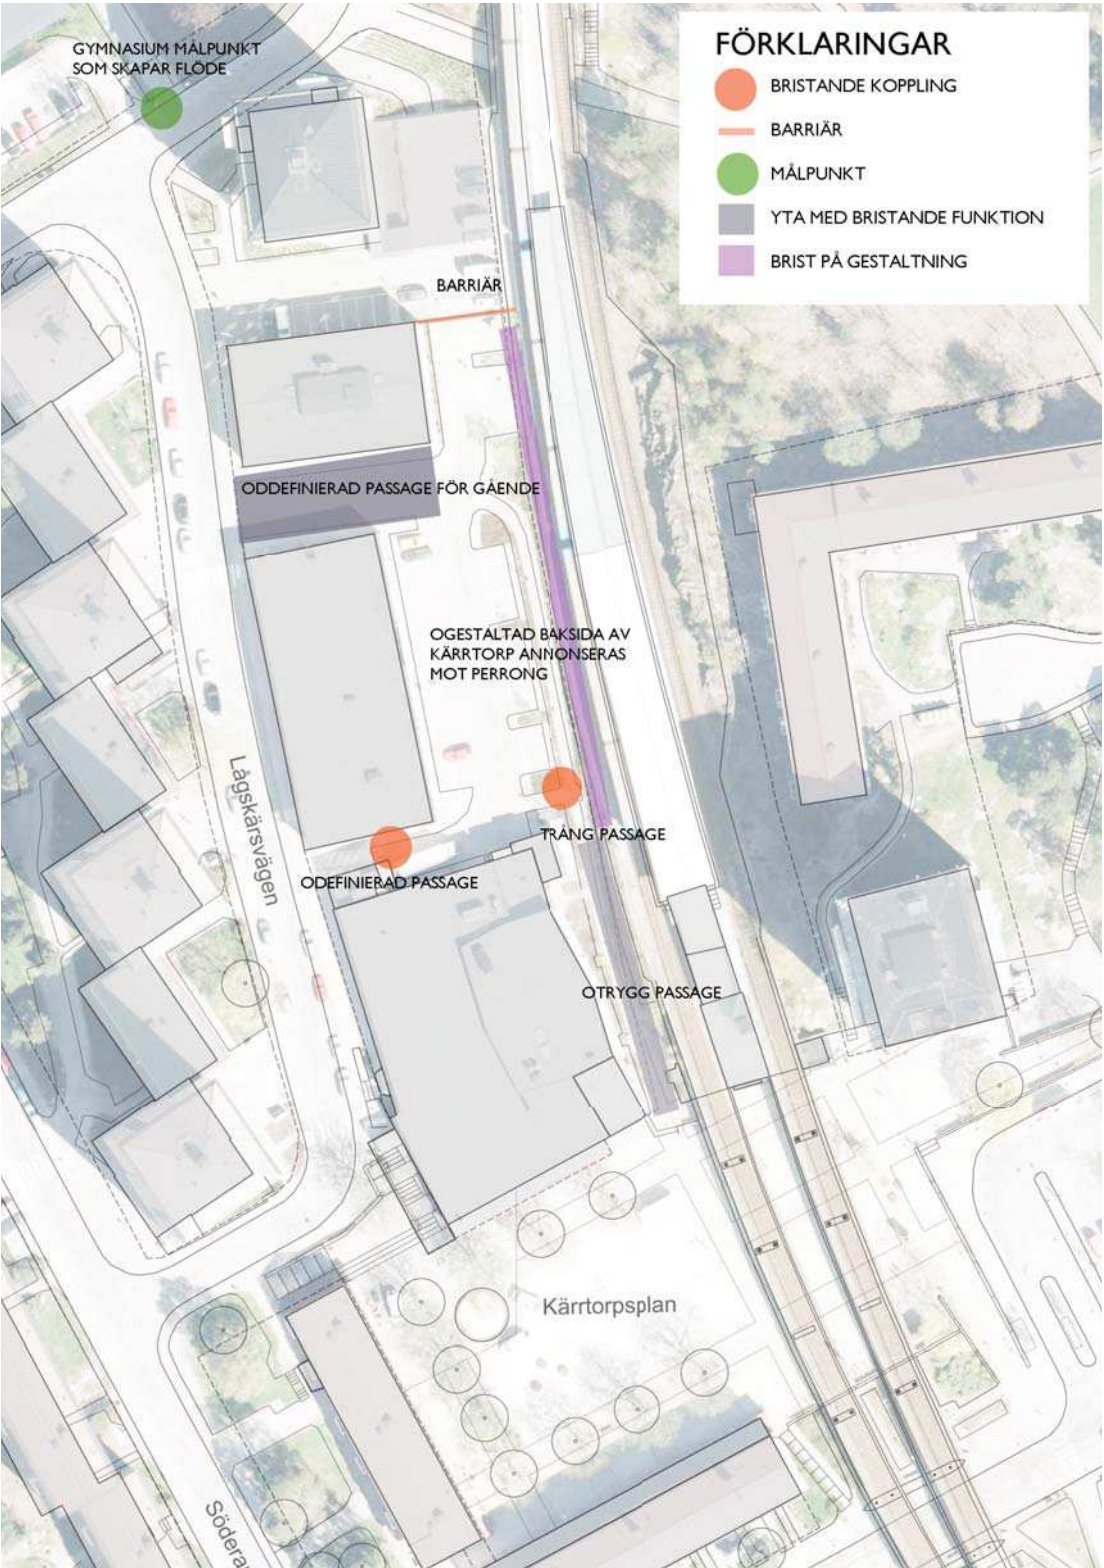 GYMNASIUM MÅLPUNKT
SOM SKAPAR FLÖDE
FÖRKLARINGAR
BRISTANDE KOPPLING
BARRIÄR
MÅLPUNKT
YTA MED BRISTANDE FUNKTION
BRIST PÅ GESTALTNING
BARRIÄR
ODDEFINIERAD PASSAGE FÖR GÅENDE
OGESTALTAD BAKSIDA AV
KÄRRTORP ANNONSERAS
MOT PERRONG
Lågskärsvägen
TRÅNG PASSAGE
ODEFINIERAD PASSAGE
OTRYGG PASSAGE
Kärrtorpsplan